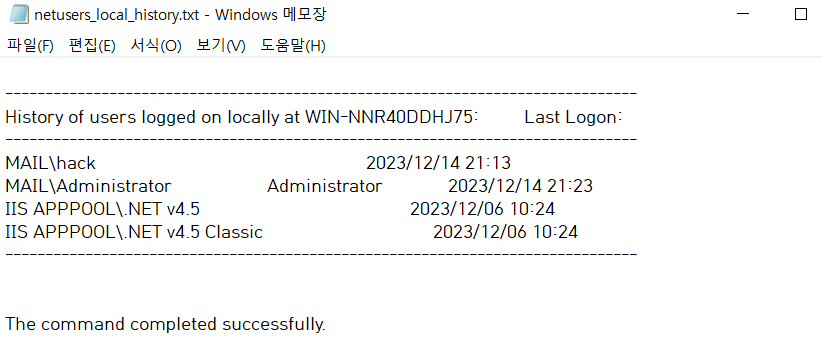 netusers_local_history.txt - Windows 메모장
파일(F) 편집(E) 서식(O) 보기(V) 도움말(H)
--------------------------------------------------------------------------------
History of users logged on locally at WIN-NNR40DDHJ75: Last Logon:
--------------------------------------------------------------------------------
MAIL\hack 2023/12/14 21:13
MAIL\Administrator Administrator 2023/12/14 21:23
IIS APPPOOL\.NET v4.5 2023/12/06 10:24
IIS APPPOOL\.NET v4.5 Classic 2023/12/06 10:24
--------------------------------------------------------------------------------
The command completed successfully.